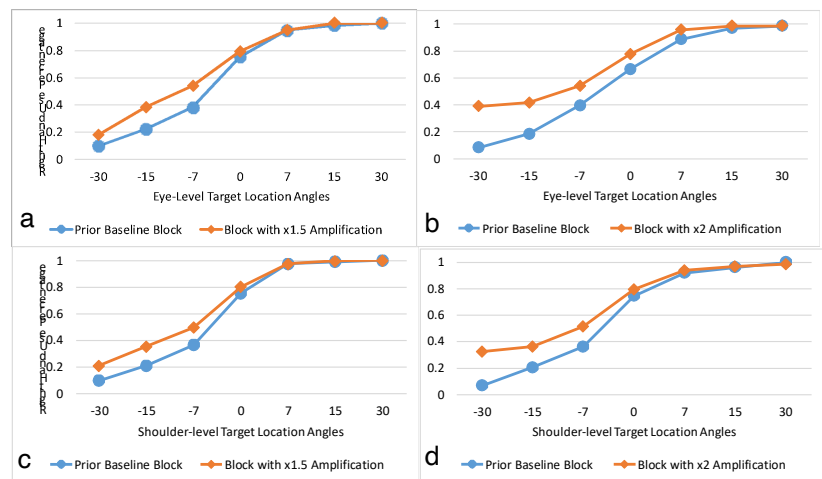 1
0.8
0.6
0.4
0.2
0
-30 -15 -7 0 7 15 30
Eye-Level Target Location Angles
a
Prior Baseline Block Block with x1.5 Amplification
1
0.8
0.6
0.4
0.2
0
-30 -15 -7 0 7 15 30
Eye-level Target Location Angles
b
Prior Baseline Block Block with x2 Amplification
1
0.8
0.6
0.4
0.2
0
-30 -15 -7 0 7 15 30
Shoulder-level Target Location Angles
c
Prior Baseline Block Block with x1.5 Amplification
1
0.8
0.6
0.4
0.2
0
-30 -15 -7 0 7 15 30
Shoulder-level Target Location Angles
d
Prior Baseline Block Block with x2 Amplification